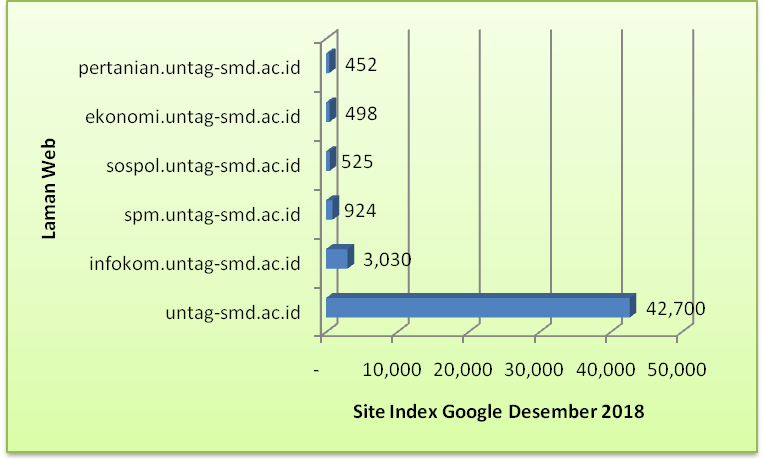 Laman Web
pertanian.untag-smd.ac.id 452
ekonomi.untag-smd.ac.id 498
sospol.untag-smd.ac.id 525
spm.untag-smd.ac.id 924
infokom.untag-smd.ac.id 3,030
untag-smd.ac.id 42,700
- 10,000 20,000 30,000 40,000 50,000
Site Index Google Desember 2018